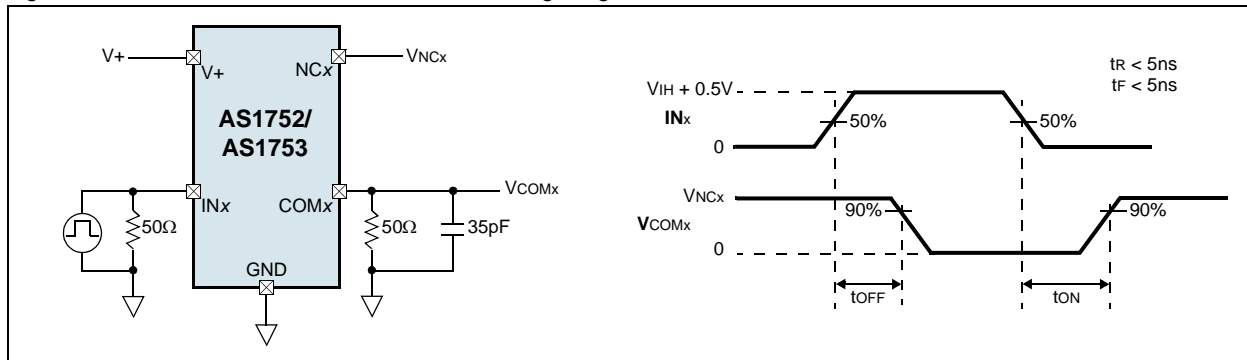 V+
V+
NCx
VNCx
AS1752/
AS1753
INx
COMx
VCOMx
50Ω
50Ω
35pF
GND
tR < 5ns
tF < 5ns
VIH + 0.5V
INx
50%
50%
0
VNCx
90%
90%
VCOMx
0
tOFF
tON